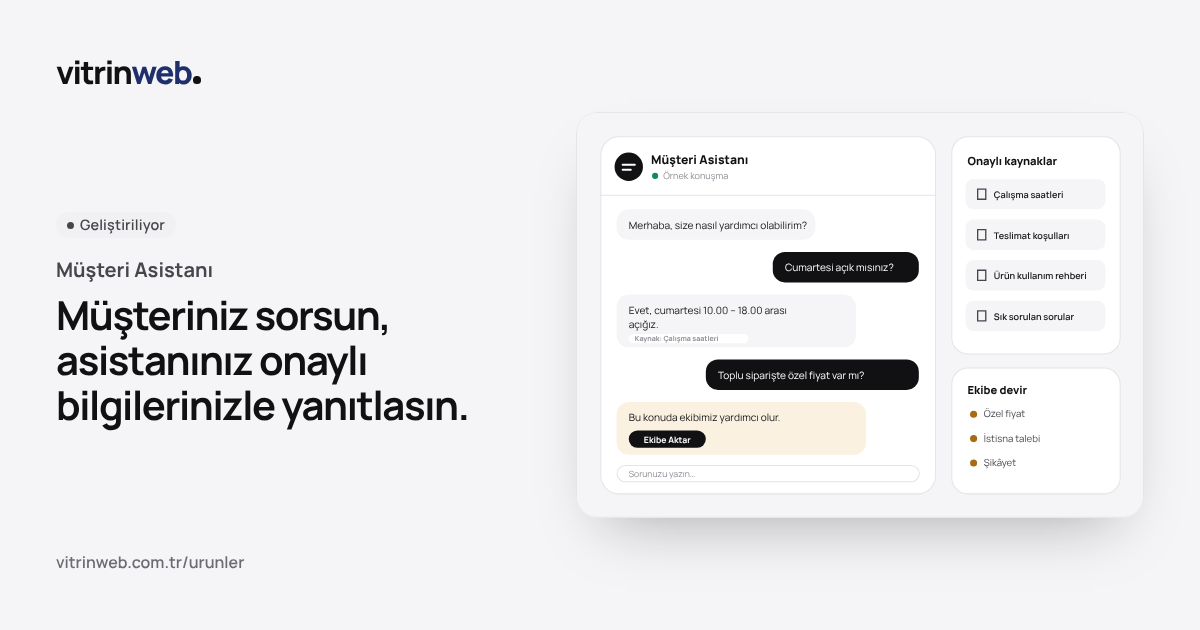 vitrinweb.
Geliştiriliyor
Müşteri Asistanı
Müşteriniz sorsun,
asistanınız onaylı
bilgilerinizle yanıtlasın.
vitrinweb.com.tr/urunler
Müşteri Asistanı
Örnek konuşma
Merhaba, size nasıl yardımcı olabilirim?
Cumartesi açık mısınız?
Evet, cumartesi 10.00 – 18.00 arası
açığız.
Kaynak: Çalışma saatleri
Toplu siparişte özel fiyat var mı?
Bu konuda ekibimiz yardımcı olur.
Ekibe Aktar
Sorunuzu yazın...
Onaylı kaynaklar
Çalışma saatleri
Teslimat koşulları
Ürün kullanım rehberi
Sık sorulan sorular
Ekibe devir
Özel fiyat
İstisna talebi
Şikâyet